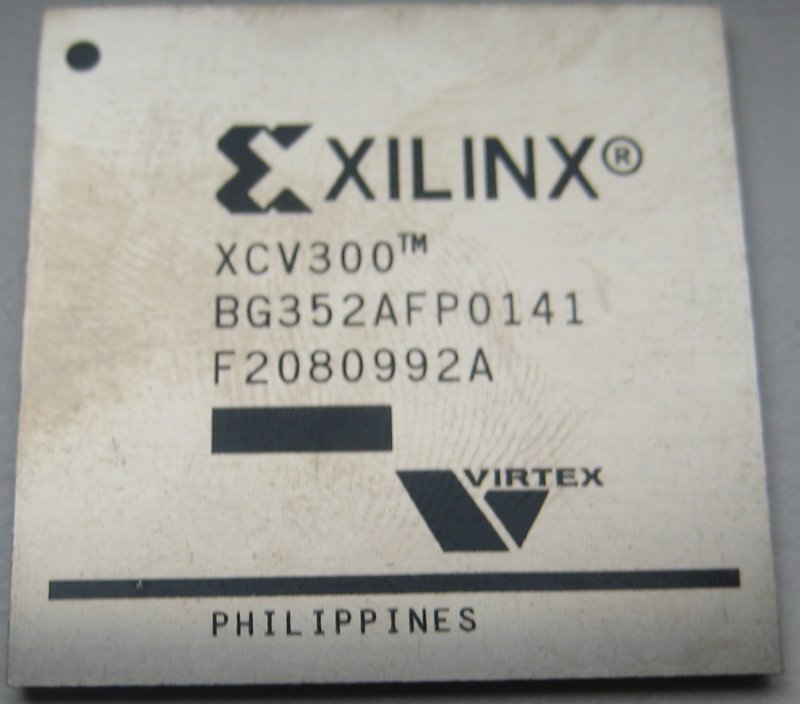 XILINX®
XCV300™
BG352AFP0141
F2080992A
VIRTEX
PHILIPPINES